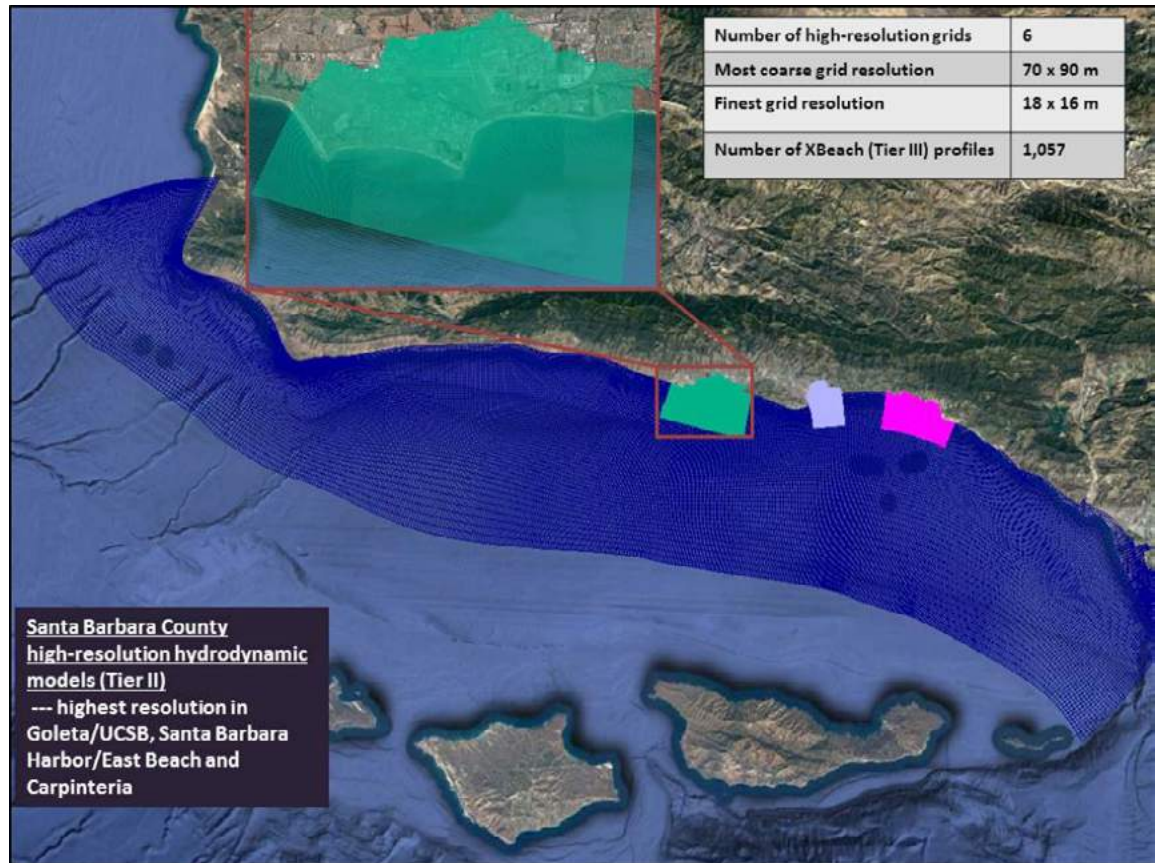 Number of high-resolution grids 6
Most coarse grid resolution 70 x 90 m
Finest grid resolution 18 x 16 m
Number of XBeach (Tier III) profiles 1,057
Santa Barbara County
high-resolution hydrodynamic
models (Tier II)
--- highest resolution in
Goleta/UCSB, Santa Barbara
Harbor/East Beach and
Carpinteria